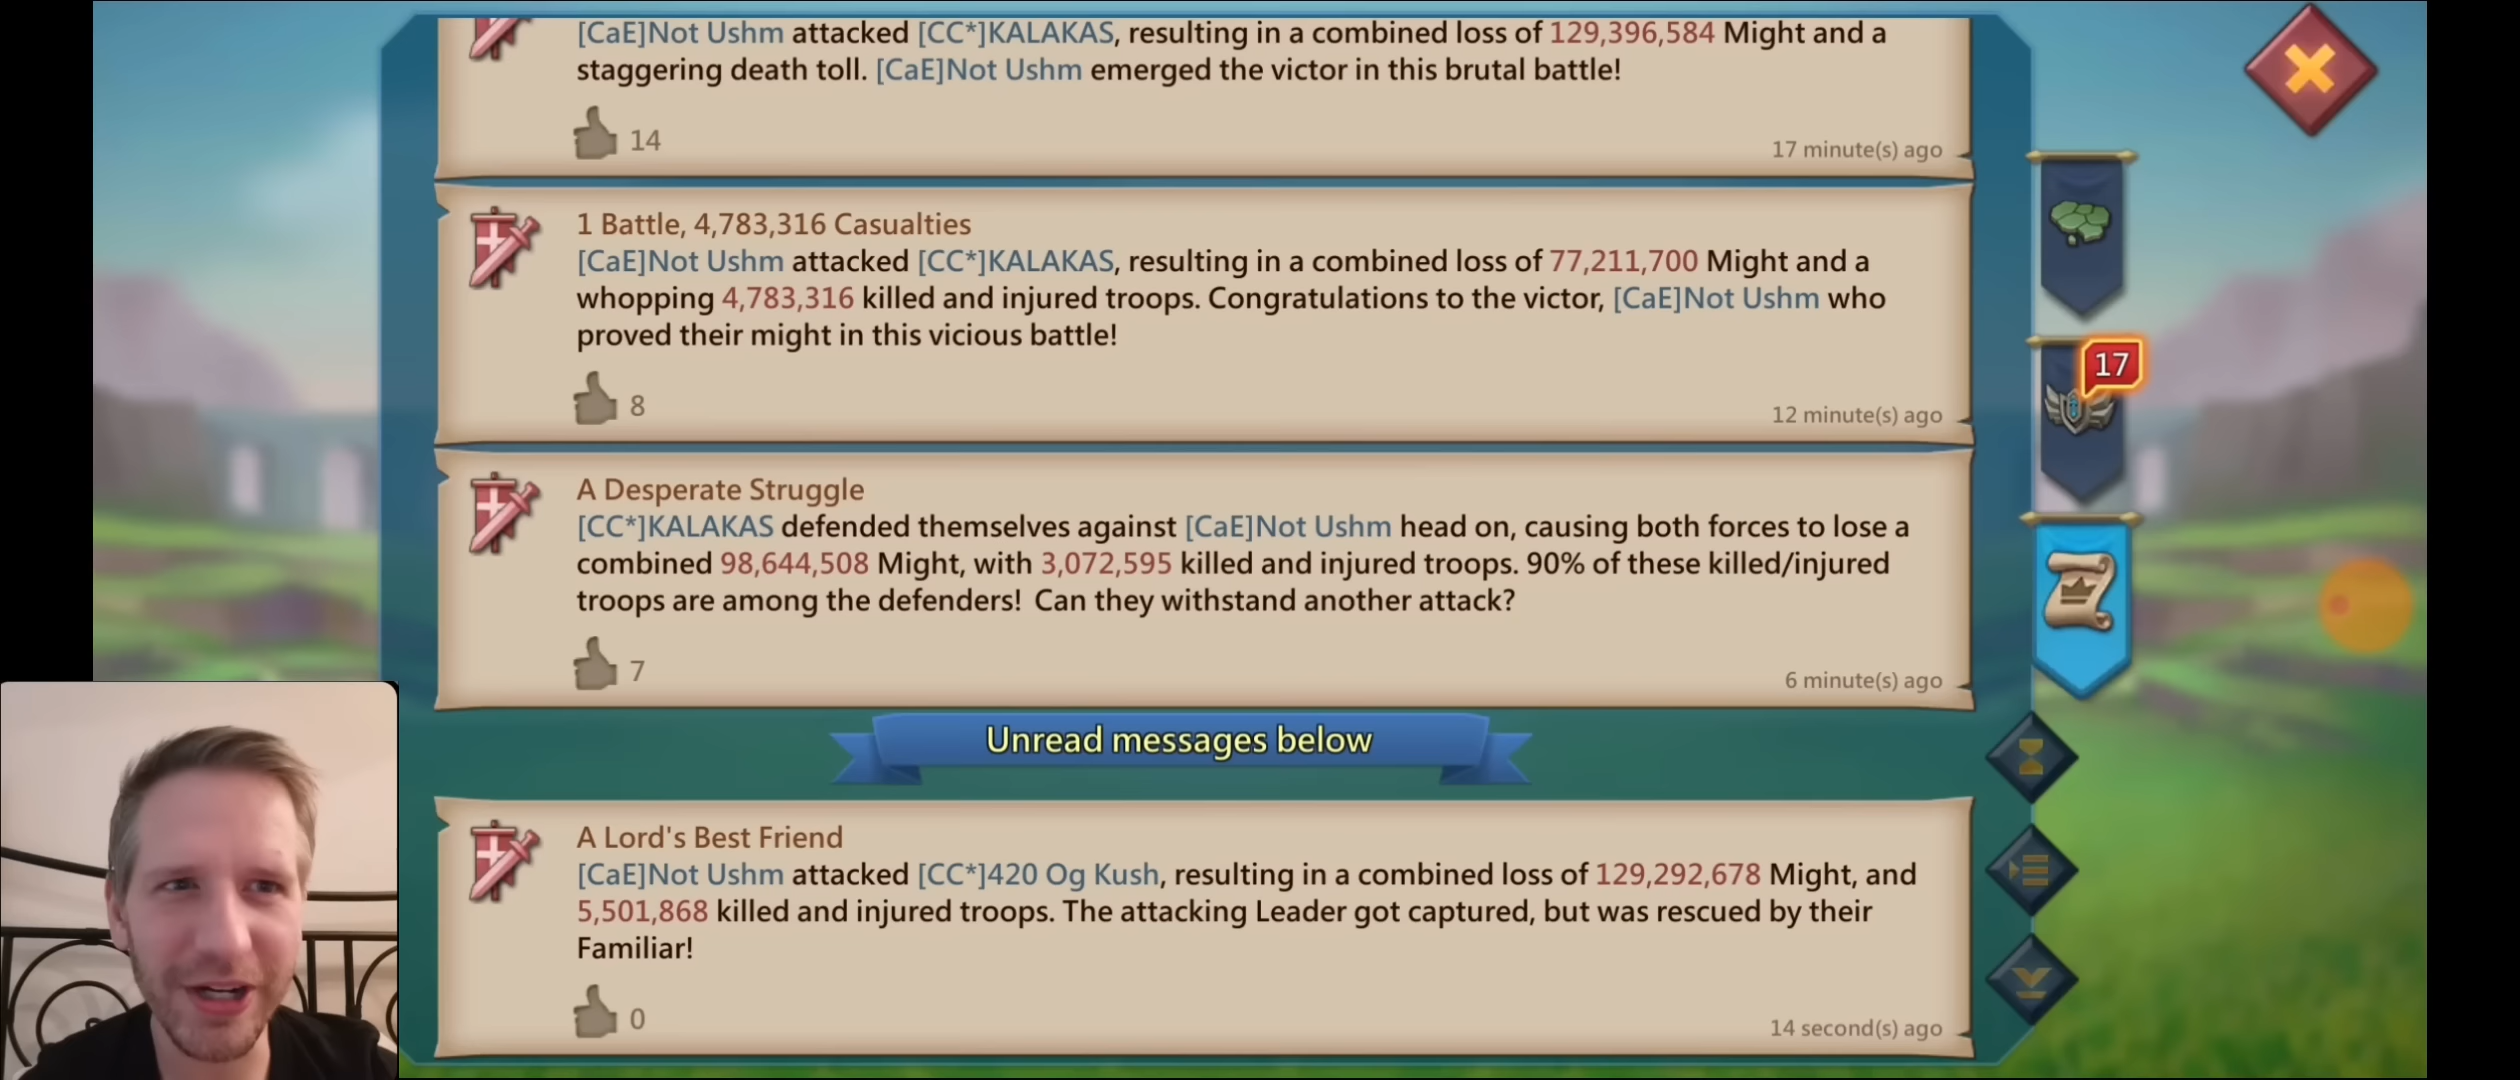 [CaE]Not Ushm attacked [CC*]KALAKAS, resulting in a combined loss of 129,396,584 Might and a
staggering death toll. [CaE]Not Ushm emerged the victor in this brutal battle!
14
17 minute(s) ago
1 Battle, 4,783,316 Casualties
[CaE]Not Ushm attacked [CC*]KALAKAS, resulting in a combined loss of 77,211,700 Might and a
whopping 4,783,316 killed and injured troops. Congratulations to the victor, [CaE]Not Ushm who
proved their might in this vicious battle!
8
12 minute(s) ago
17
A Desperate Struggle
[CC*]KALAKAS defended themselves against [CaE]Not Ushm head on, causing both forces to lose a
combined 98,644,508 Might, with 3,072,595 killed and injured troops. 90% of these killed/injured
troops are among the defenders! Can they withstand another attack?
7
6 minute(s) ago
Unread messages below
A Lord's Best Friend
[CaE]Not Ushm attacked [CC*]420 Og Kush, resulting in a combined loss of 129,292,678 Might, and
5,501,868 killed and injured troops. The attacking Leader got captured, but was rescued by their
Familiar!
0
14 second(s) ago